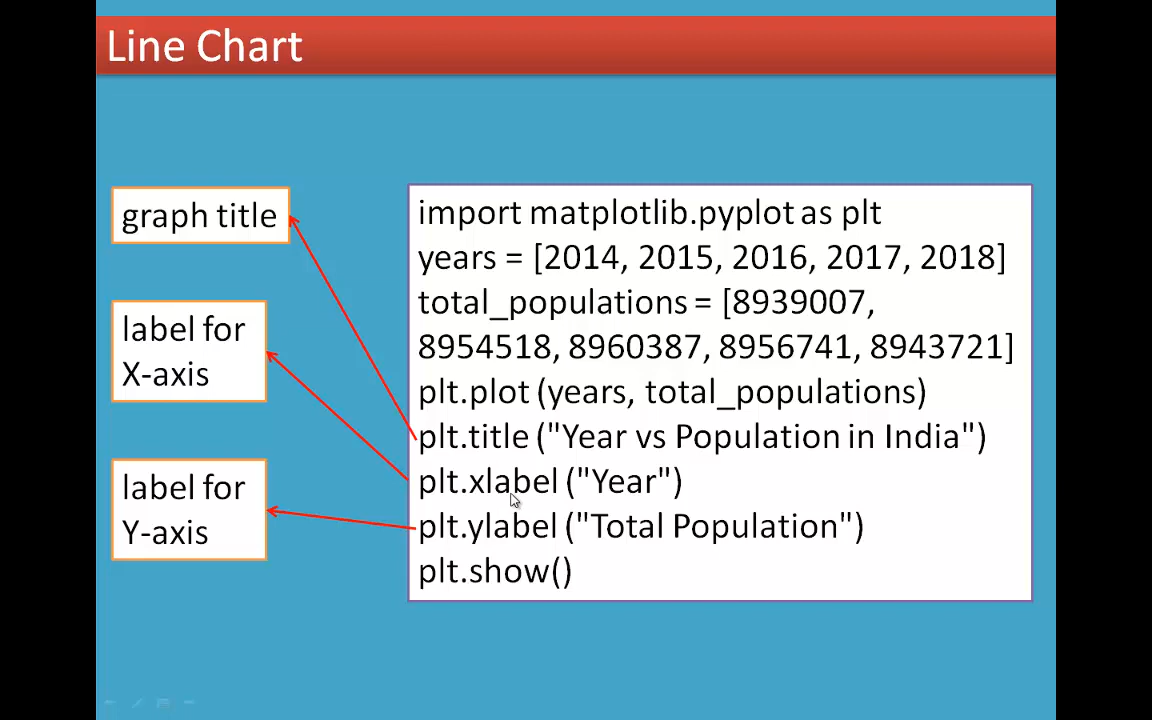 Line Chart
graph title
label for
X-axis
label for
Y-axis
import matplotlib.pyplot as plt
years = [2014, 2015, 2016, 2017, 2018]
total_populations = [8939007,
8954518, 8960387, 8956741, 8943721]
plt.plot (years, total_populations)
plt.title ("Year vs Population in India")
plt.xlabel ("Year")
plt.ylabel ("Total Population")
plt.show()